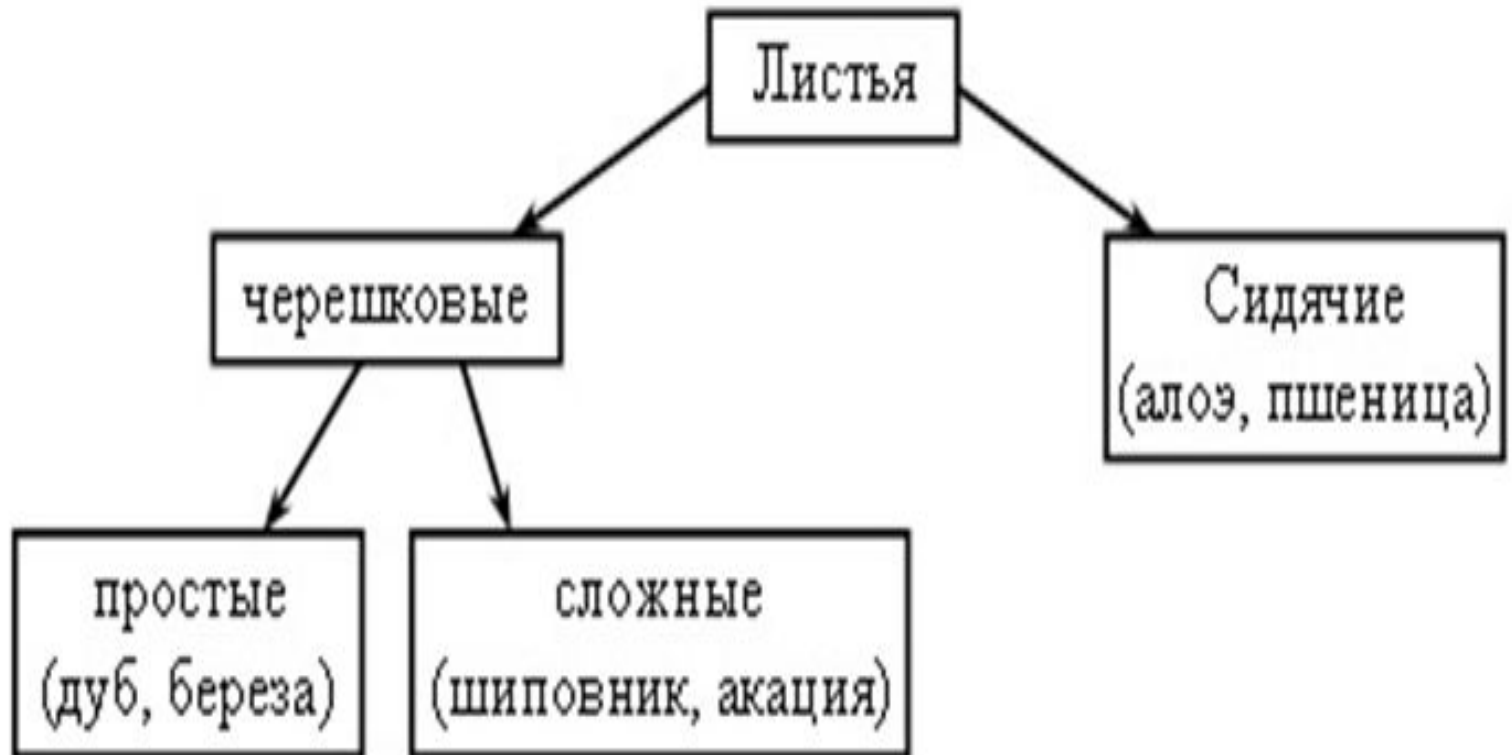 Листья
черешковые
Сидячие
(алоэ, пшеница)
простые
(дуб, береза)
сложные
(шиповник, акация)